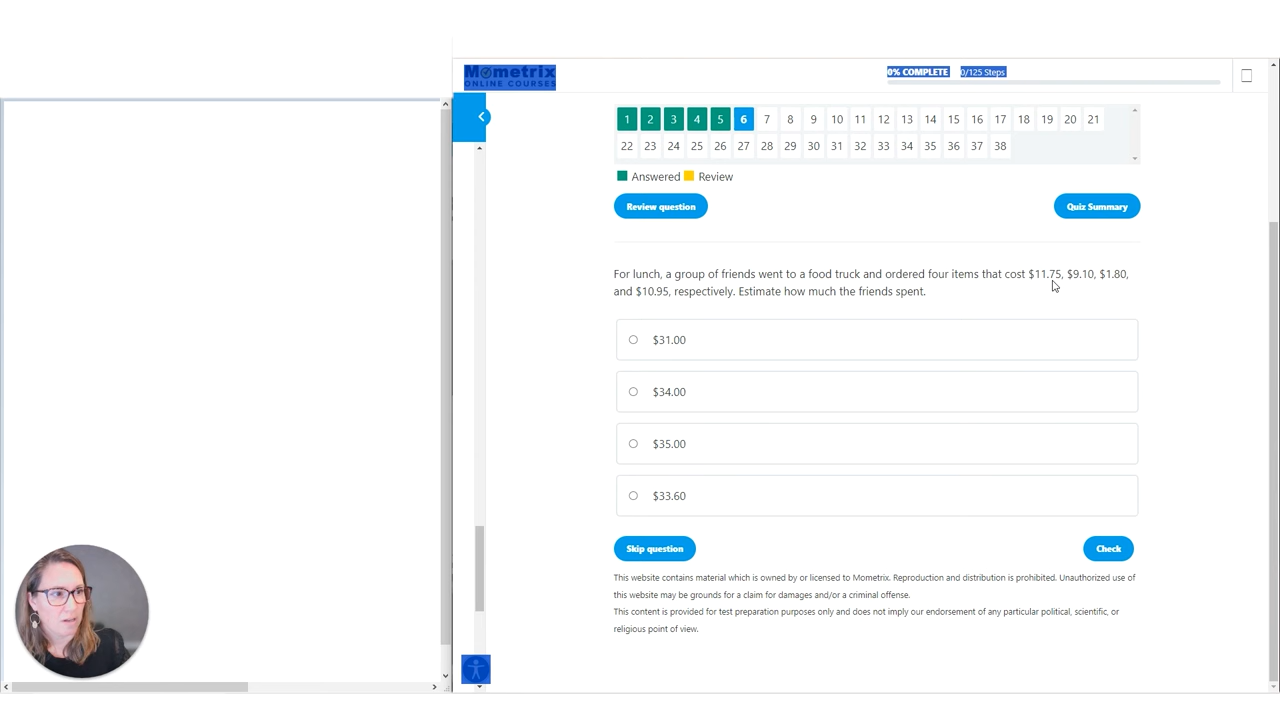 Mometrix
ONLINE COURSES
0% COMPLETE 0/125 Steps
1 2 3 4 5 6 7 8 9 10 11 12 13 14 15 16 17 18 19 20 21
22 23 24 25 26 27 28 29 30 31 32 33 34 35 36 37 38
Answered Review
Review question
Quiz Summary
For lunch, a group of friends went to a food truck and ordered four items that cost $11.75, $9.10, $1.80,
and $10.95, respectively. Estimate how much the friends spent.
$31.00
$34.00
$35.00
$33.60
Skip question
Check
This website contains material which is owned by or licensed to Mometrix. Reproduction and distribution is prohibited. Unauthorized use of
this website may be grounds for a claim for damages and/or a criminal offense.
This content is provided for test preparation purposes only and does not imply our endorsement of any particular political, scientific, or
religious point of view.